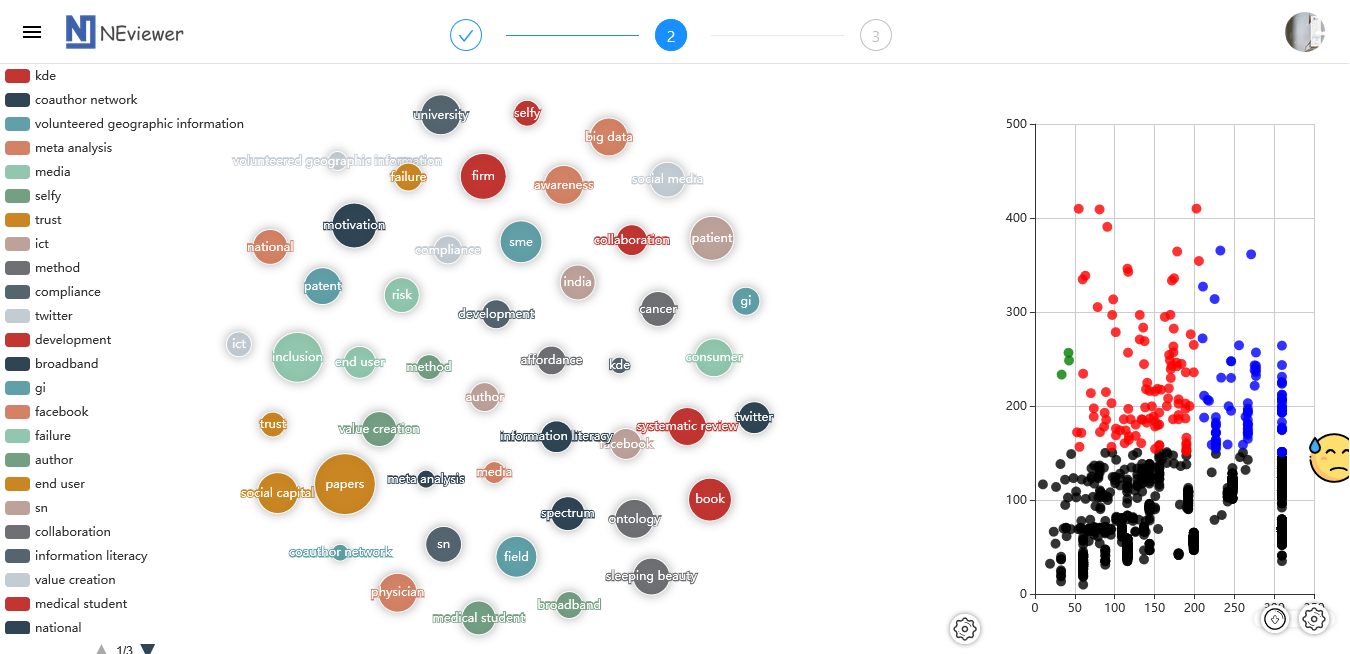 NEviewer
2
3
kde
coauthor network
volunteered geographic information
meta analysis
media
selfy
trust
ict
method
compliance
twitter
development
broadband
gi
facebook
failure
author
end user
sn
collaboration
information literacy
value creation
medical student
national
1/3
university
selfy
big data
volunteered geographic information
failure
firm
awareness
social media
motivation
national
compliance
sme
collaboration
patient
patent
risk
india
development
cancer
gi
ict
inclusion
end user
method
affordance
kde
consumer
author
trust
value creation
information literacy
facebook
systematic review
twitter
social capital
papers
meta analysis
media
book
spectrum
ontology
coauthor network
sn
field
sleeping beauty
physician
medical student
broadband
500
400
300
200
100
0
0
50
100
150
200
250